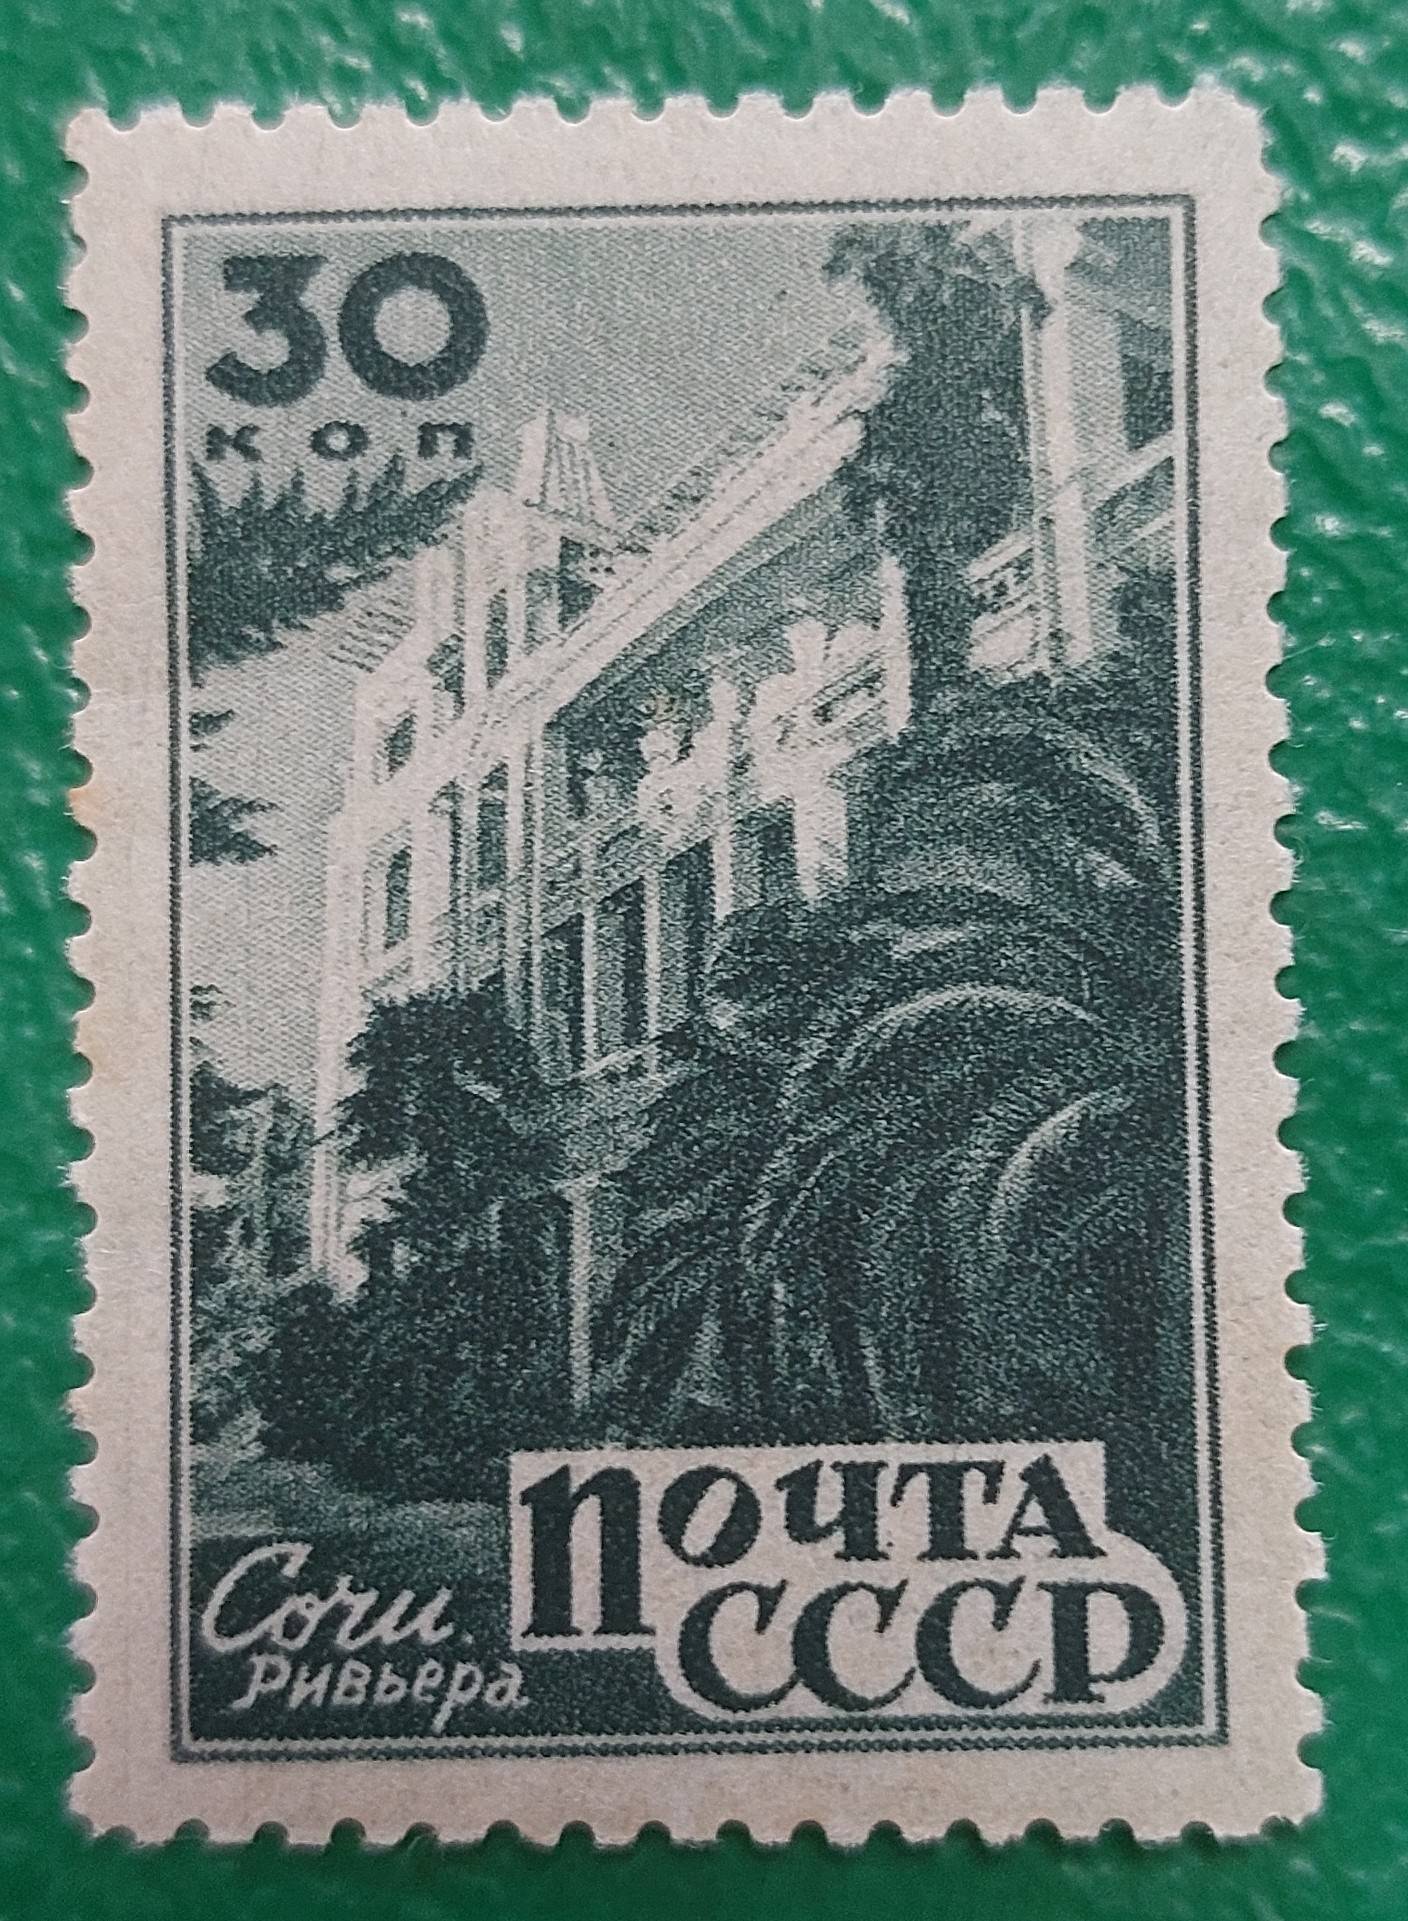 30
коп
ПОЧТА
СССР
Сочи.
Ривьера